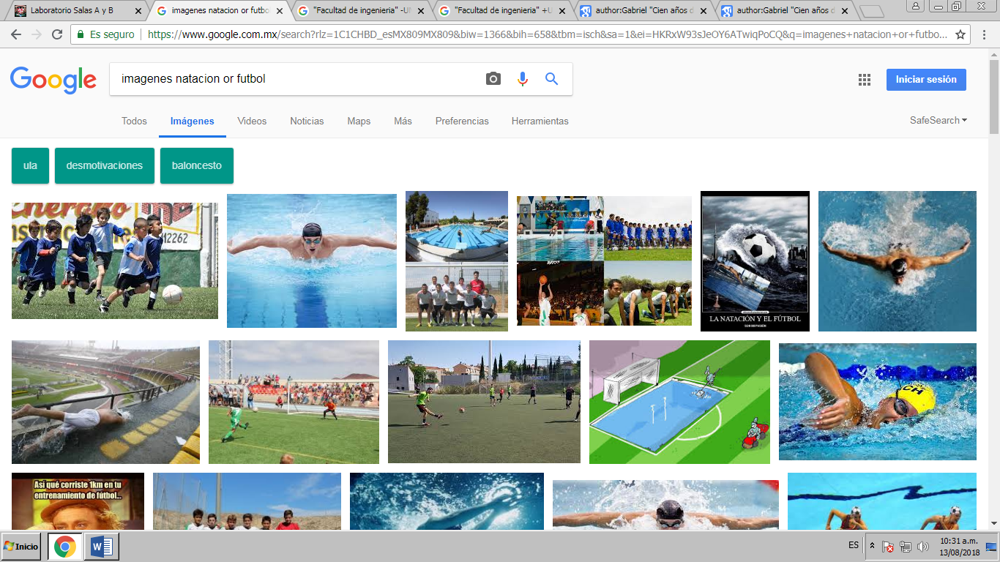 Laboratorio Salas A y B
imagenes natacion or futbo
"Facultad de ingenieria" -U
"Facultad de ingenieria" +U
author:Gabriel "Cien años d
author:Gabriel "Cien años d
Es seguro
https://www.google.com.mx/search?rlz=1C1CHBD_esMX809MX809&biw=1366&bih=658&tbm=isch&sa=1&ei=HKRxW93sJeOY6ATwiqPoCQ&q=imagenes+natacion+or+futbo...
Google
imagenes natacion or futbol
Iniciar sesión
Todos Imágenes Videos Noticias Maps Más Preferencias Herramientas
SafeSearch
ula desmotivaciones baloncesto
12262
LA NATACIÓN Y EL FÚTBOL
Así qué corriste 1km en tu
entrenamiento de fútbol...
Inicio
ES
10:31 a.m.
13/08/2018